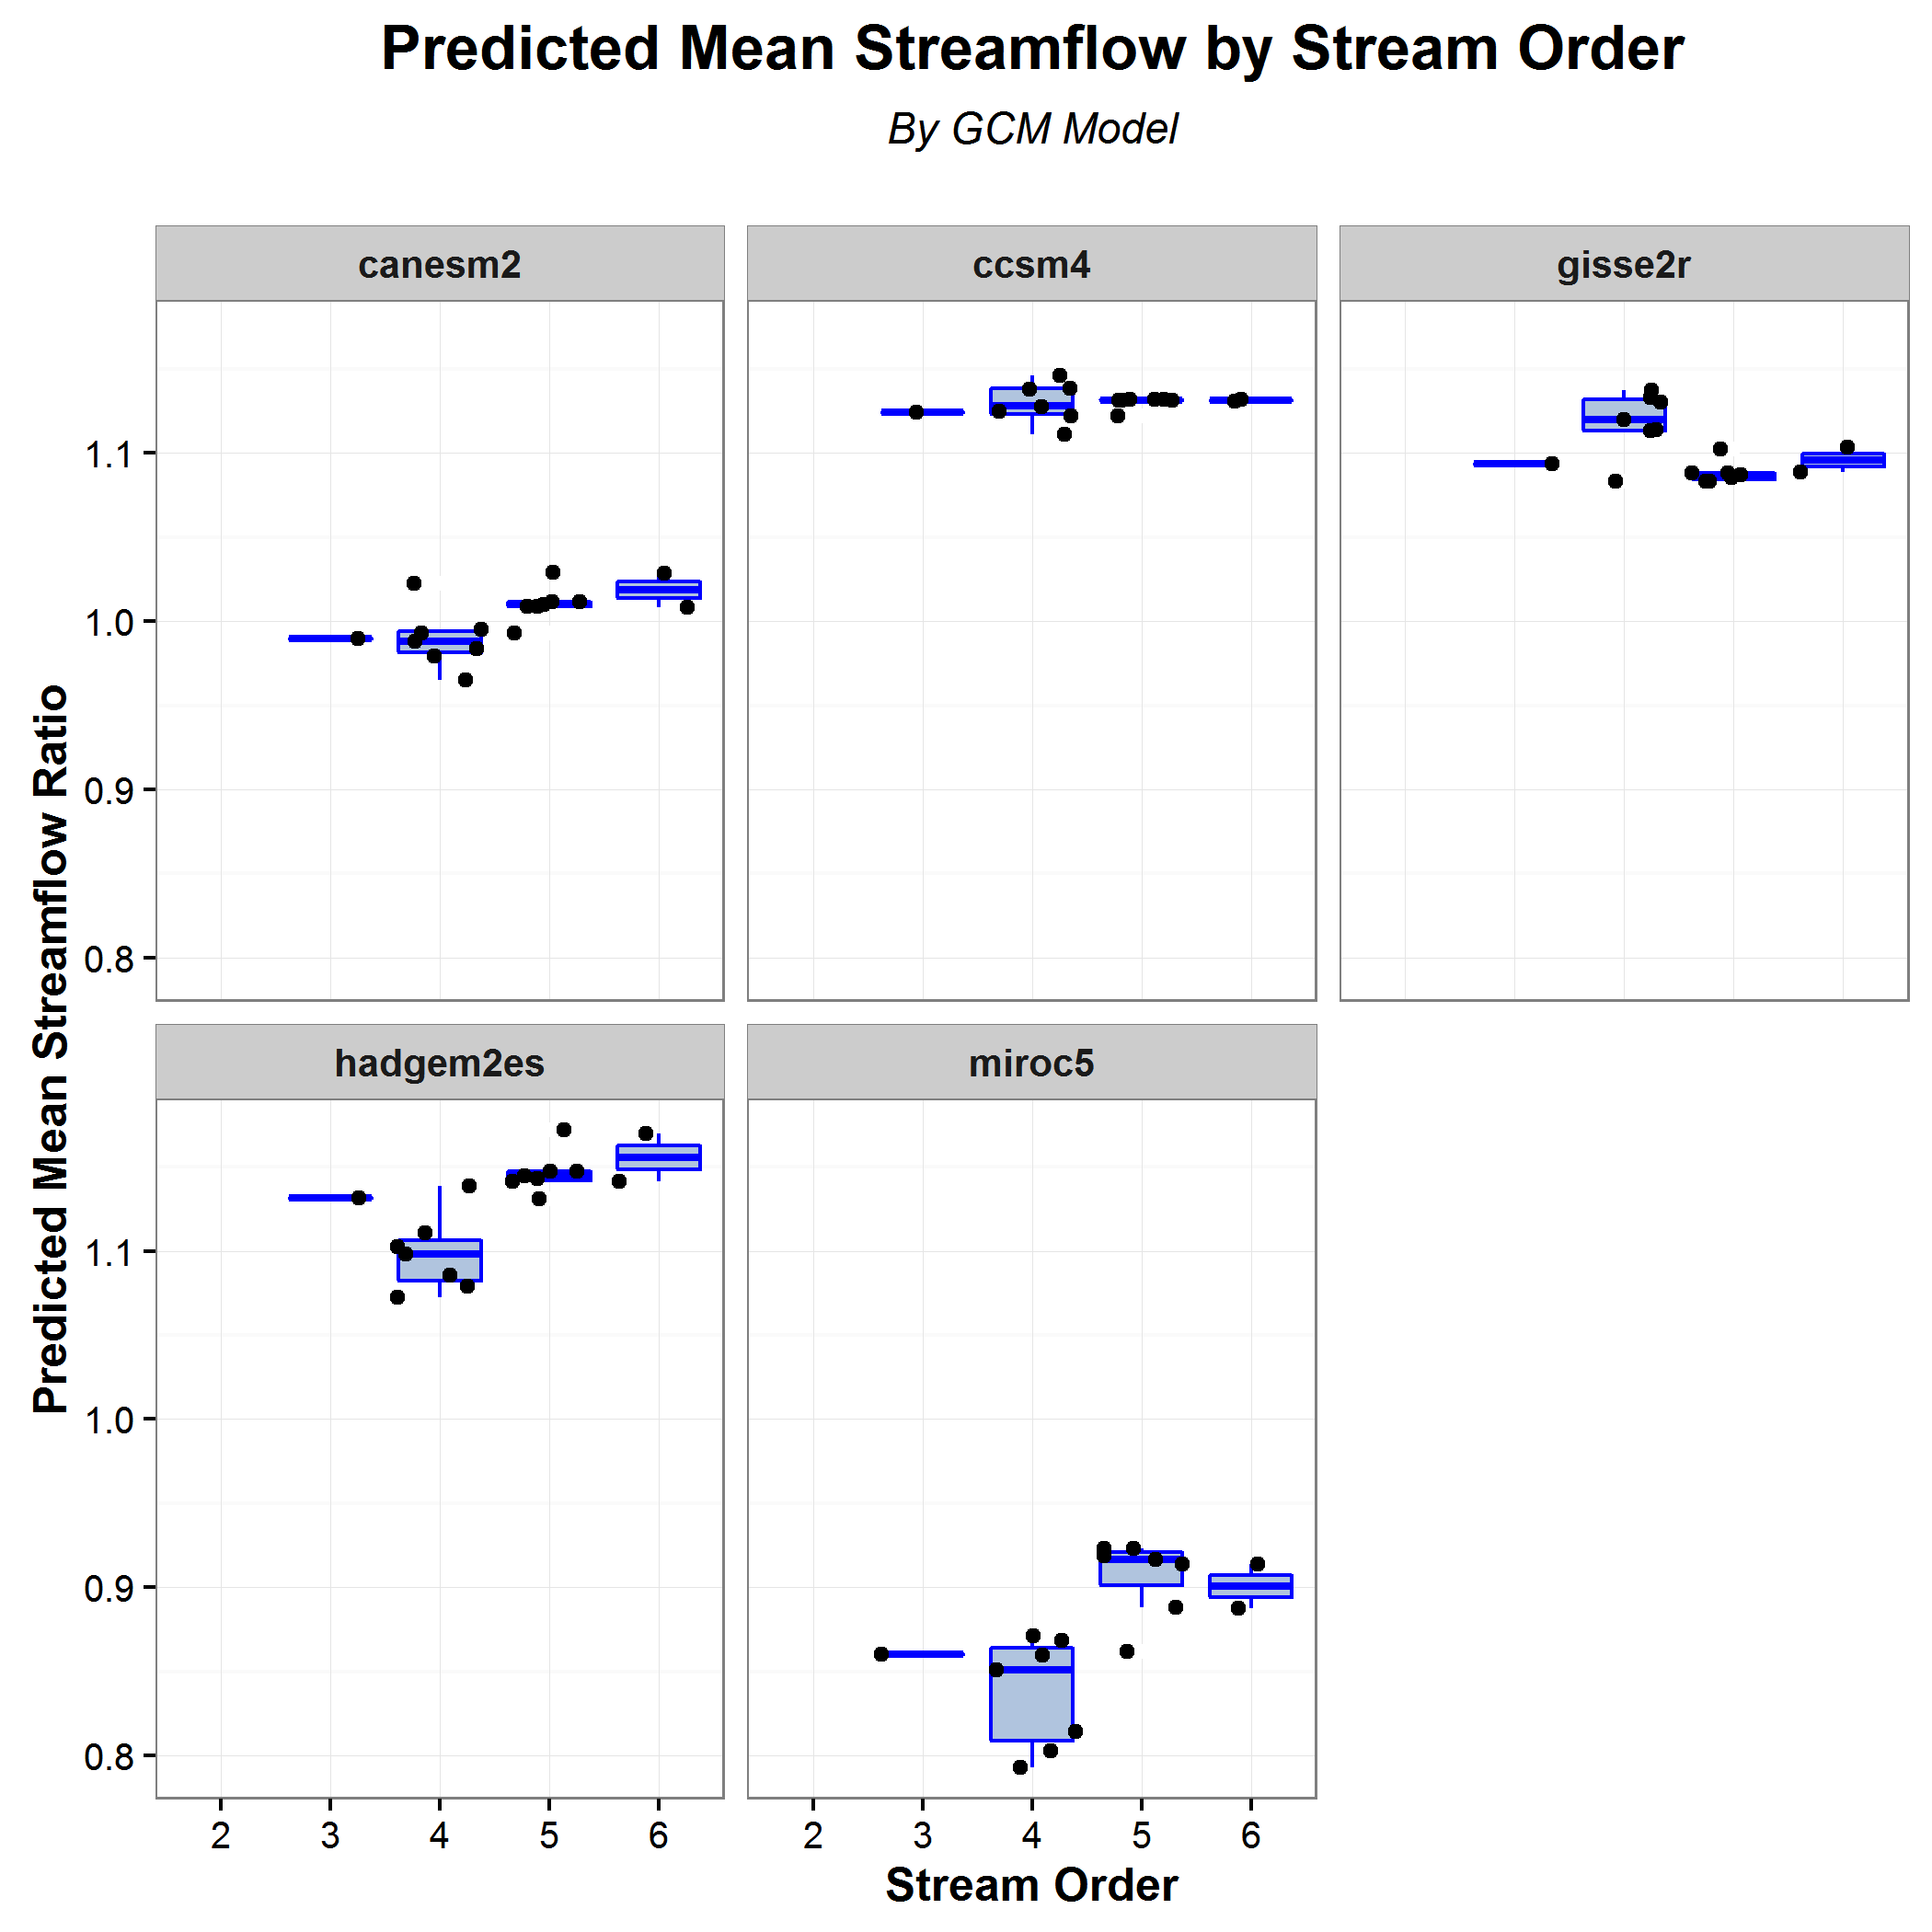 Predicted Mean Streamflow by Stream Order
By GCM Model
canesm2
ccsm4
gisse2r
1.1
1.0
0.9
0.8
Predicted Mean Streamflow Ratio
hadgem2es
miroc5
1.1
1.0
0.9
0.8
2 3 4 5 6
2 3 4 5 6
Stream Order